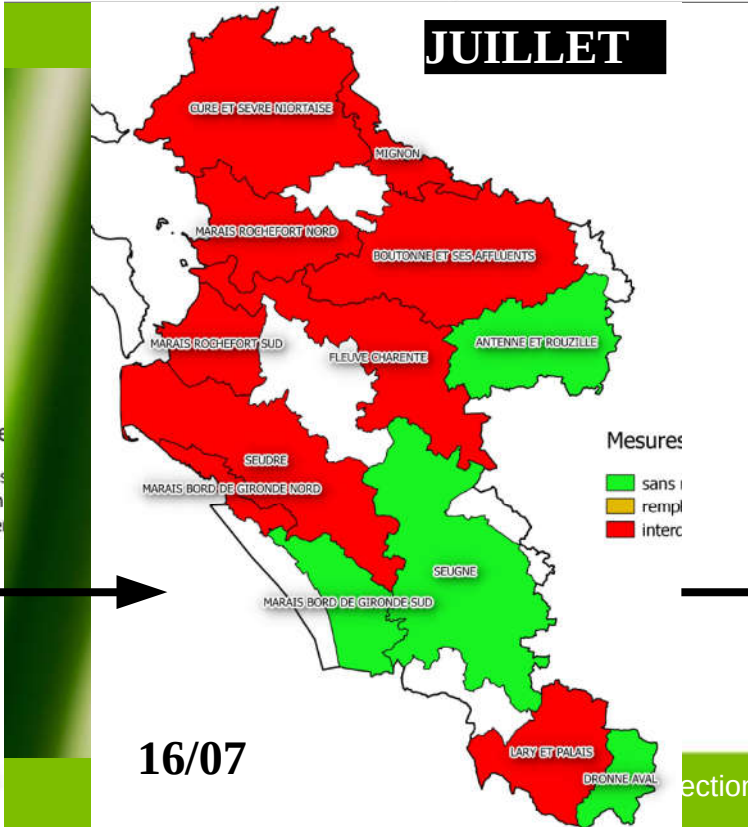 JUILLET
CURE ET SEVRE NIORTAISE
MIGNON
MARAIS ROCHEFORT NORD
BOUTONNE ET SES AFFLUENTS
MARAIS ROCHEFORT SUD
FLEUVE CHARENTE
ANTENNE ET ROUZILLE
Mesures
sans
rempl
interd
SEUDRE
MARAIS BORD DE GIRONDE NORD
SEUGNE
MARAIS BORD DE GIRONDE SUD
16/07
LARY ET PALAIS
DRONNE AVAL
ection